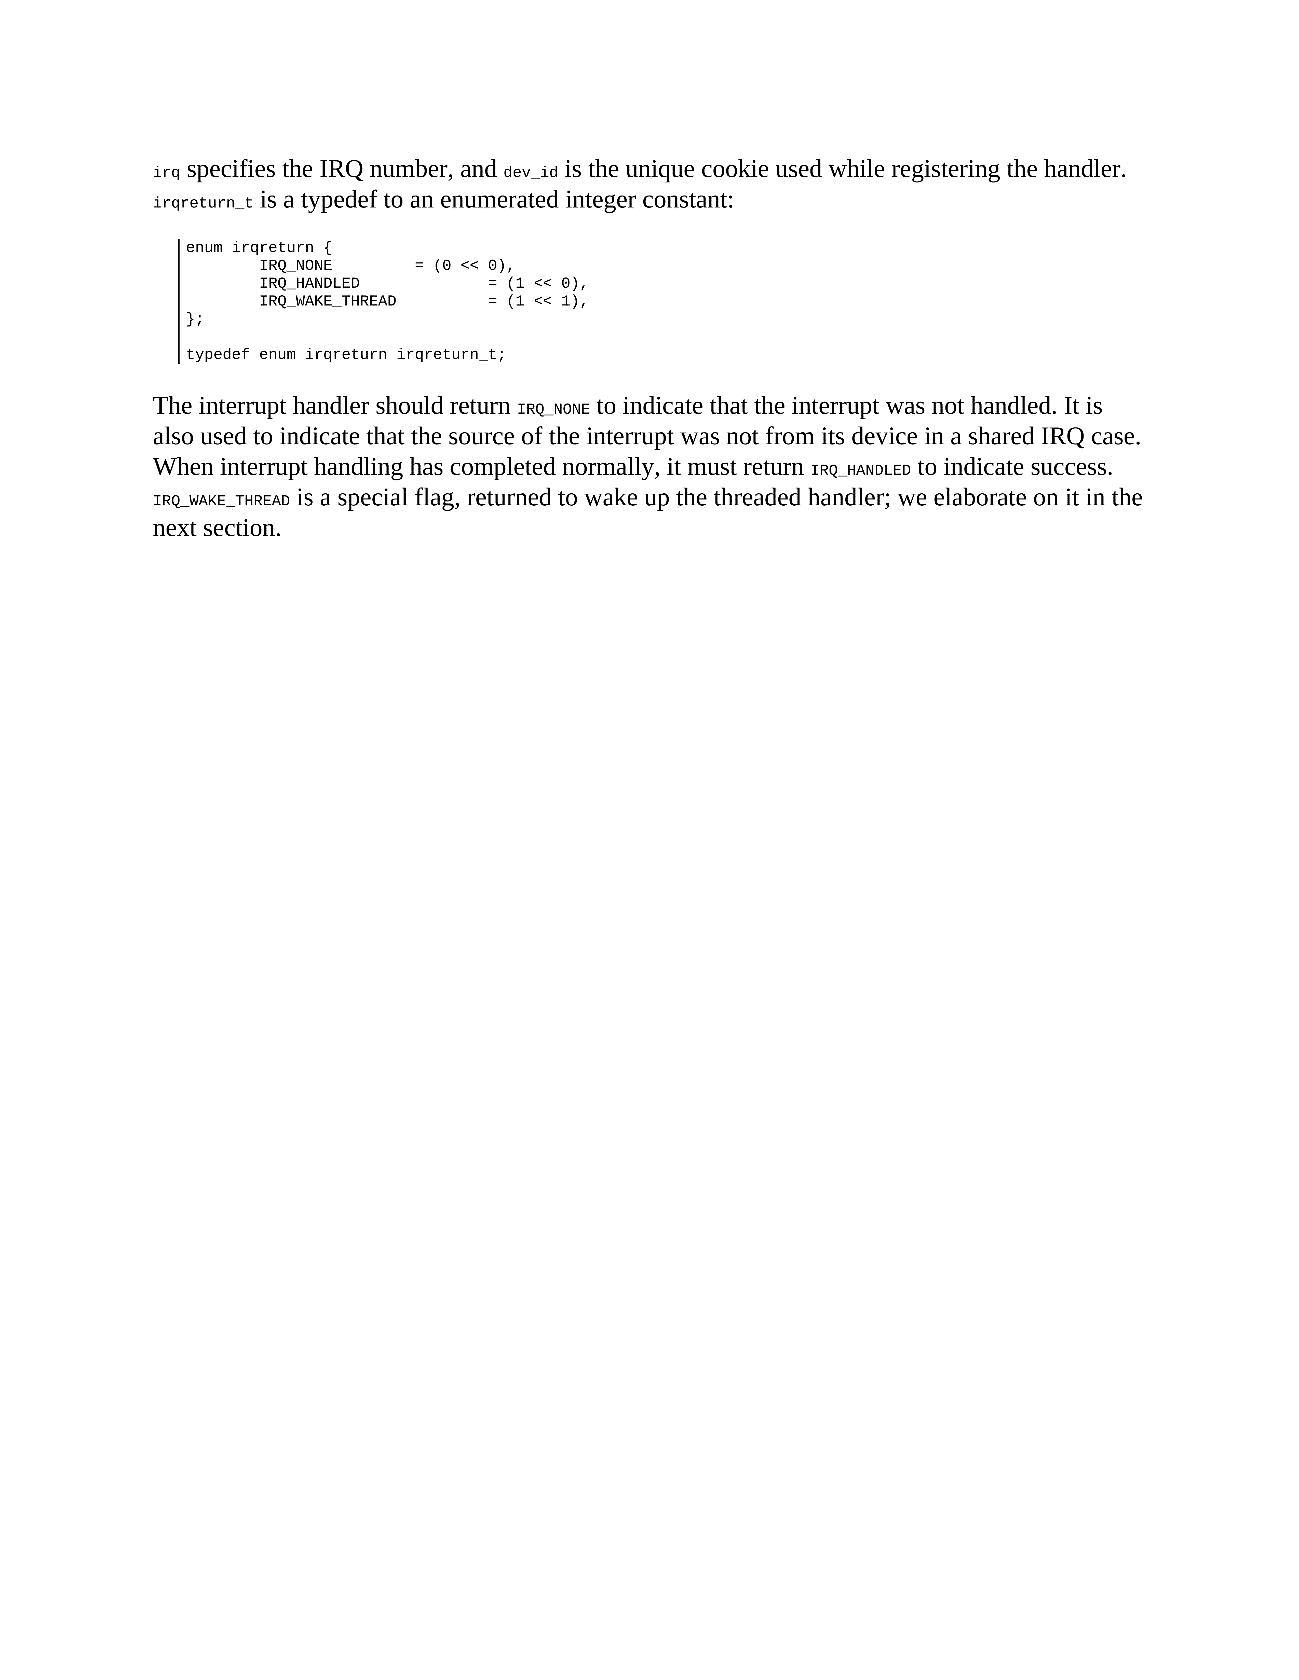 irq specifies the IRQ number, and dev_id is the unique cookie used while registering the handler.
irqreturn_t is a typedef to an enumerated integer constant:
enum irqreturn {
        IRQ_NONE         = (0 << 0),
        IRQ_HANDLED              = (1 << 0),
        IRQ_WAKE_THREAD          = (1 << 1),
};
typedef enum irqreturn irqreturn_t;
The interrupt handler should return IRQ_NONE to indicate that the interrupt was not handled. It is
also used to indicate that the source of the interrupt was not from its device in a shared IRQ case.
When interrupt handling has completed normally, it must return IRQ_HANDLED to indicate success.
IRQ_WAKE_THREAD is a special flag, returned to wake up the threaded handler; we elaborate on it in the
next section.